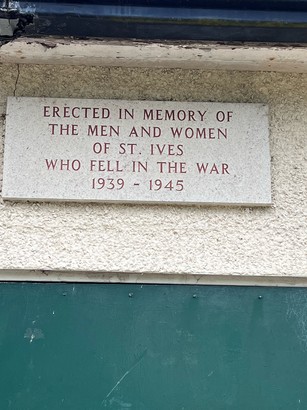 ERECTED IN MEMORY OF
THE MEN AND WOMEN
OF ST. IVES
WHO FELL IN THE WAR
1939 - 1945